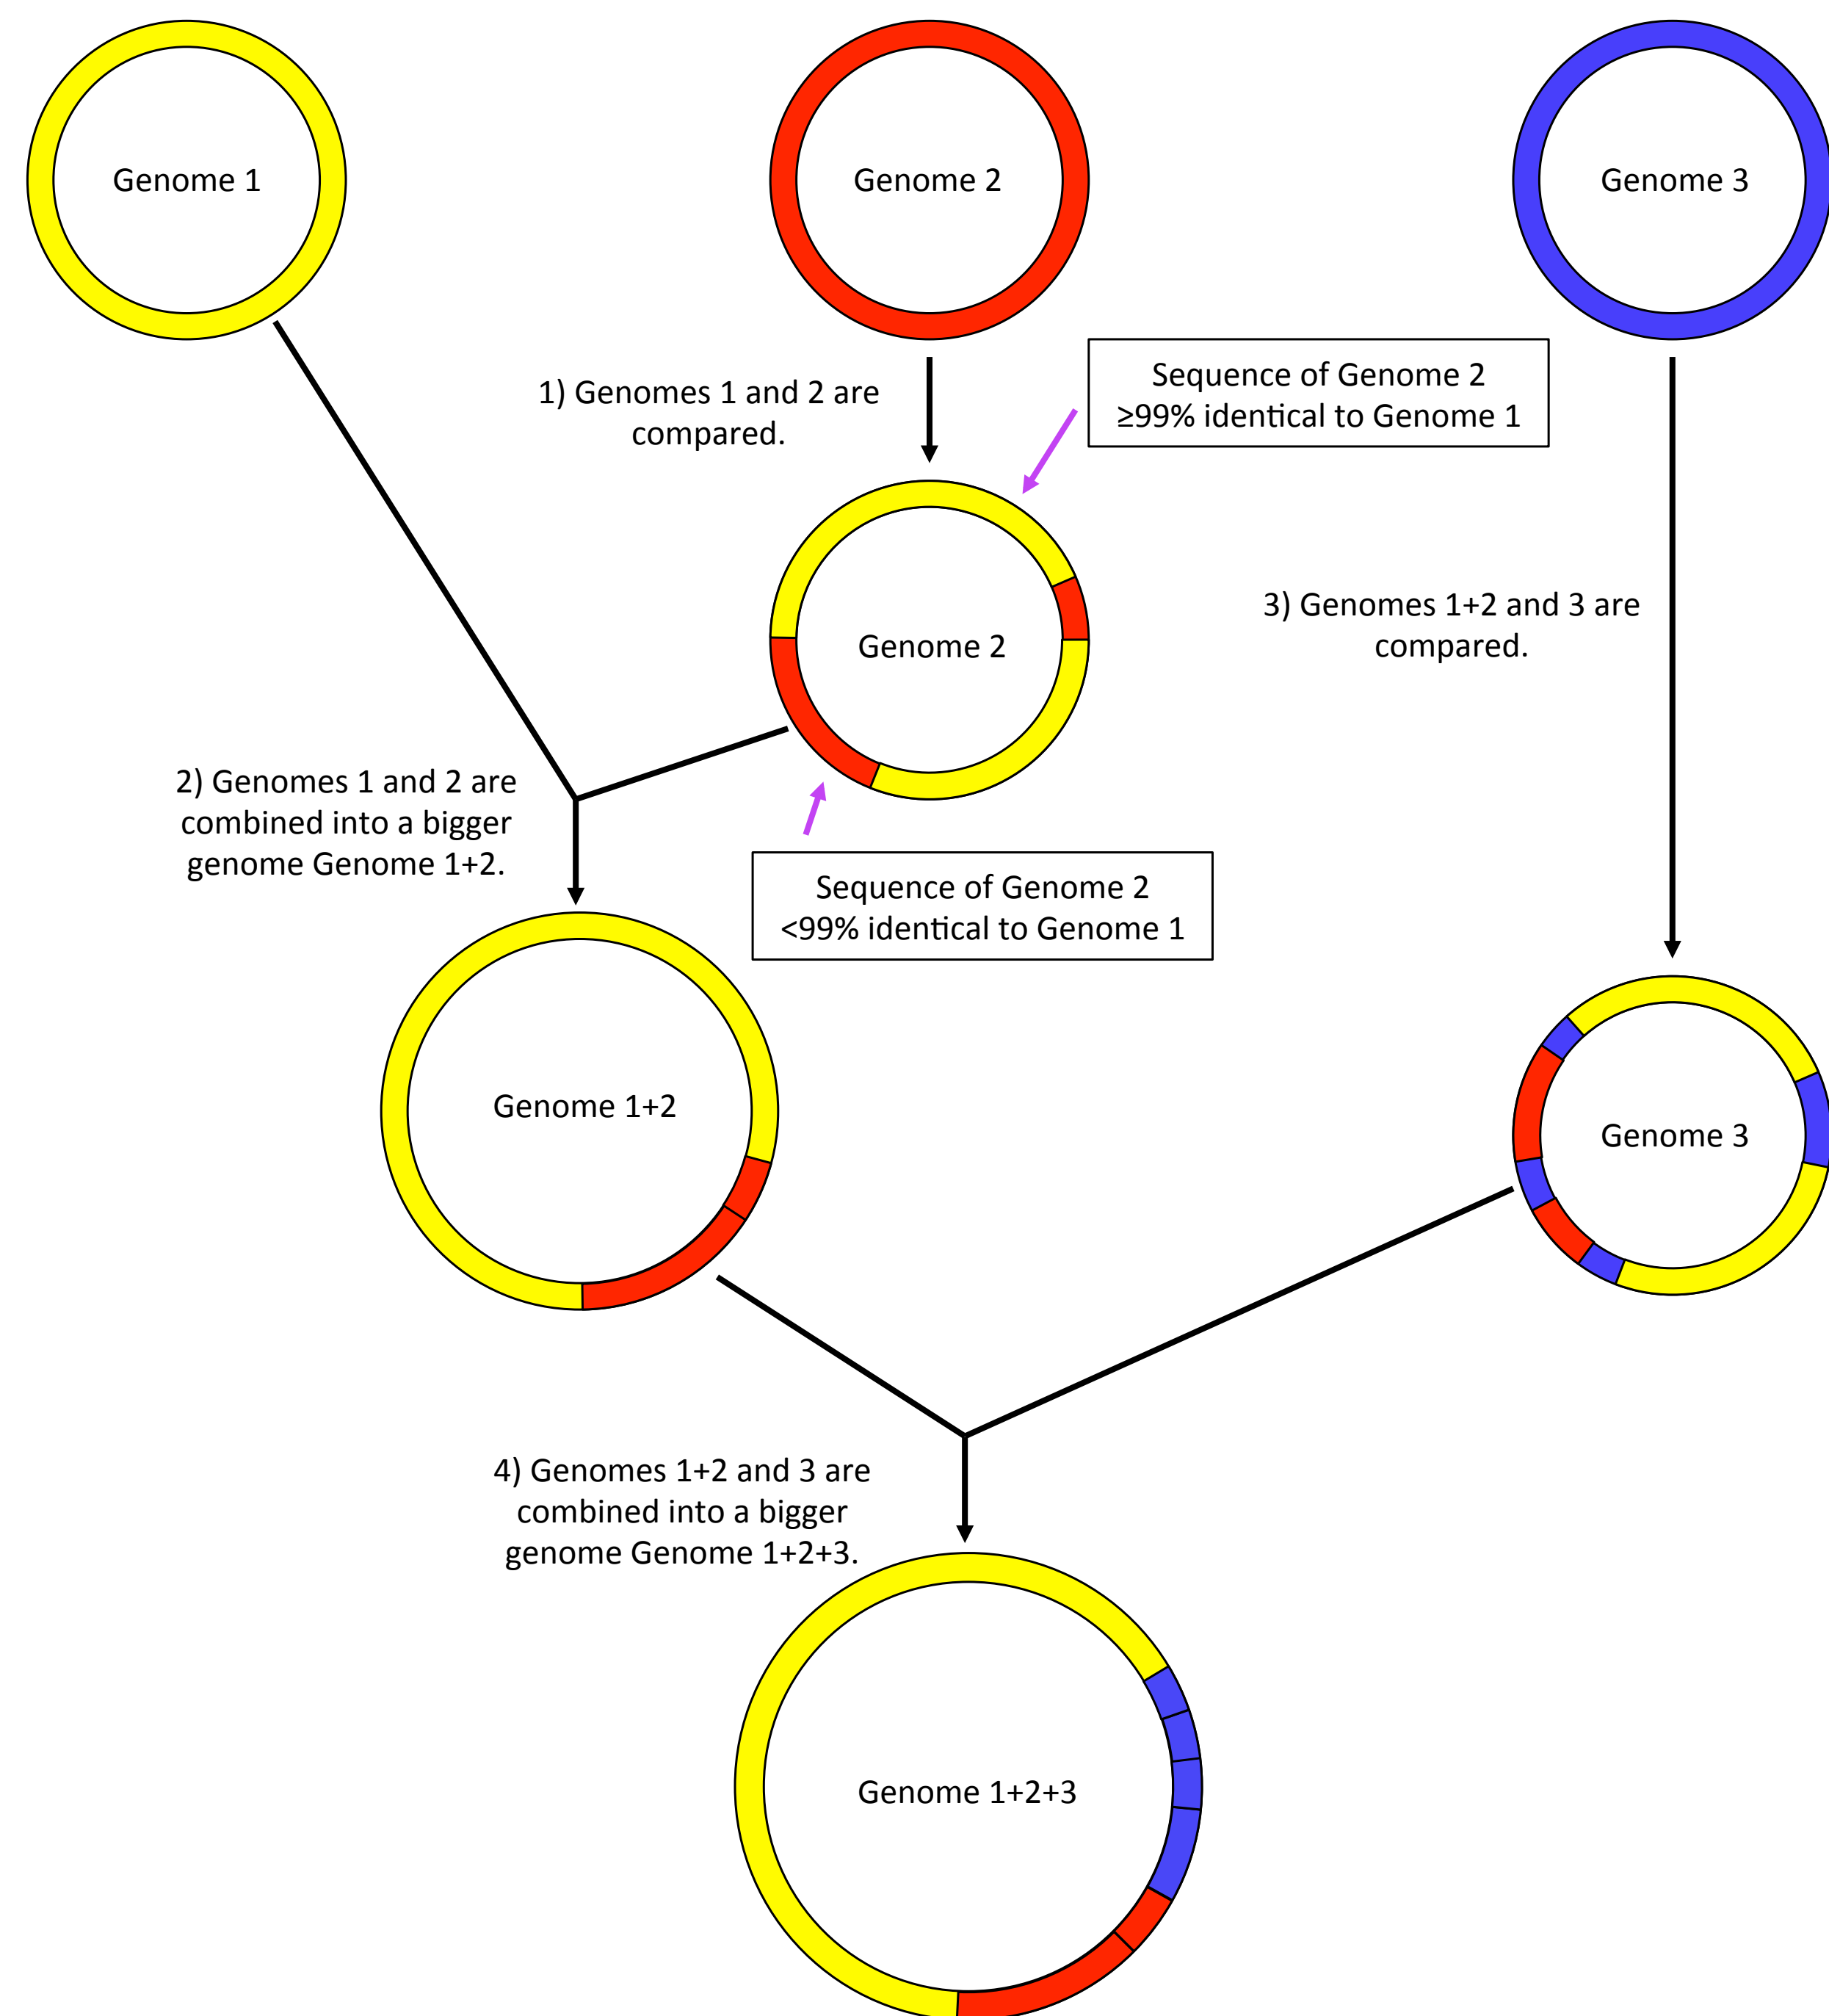 Genome 1
Genome 2
Genome 3
1) Genomes 1 and 2 are
compared.
Sequence of Genome 2
≥99% identical to Genome 1
Genome 2
3) Genomes 1+2 and 3 are
compared.
2) Genomes 1 and 2 are
combined into a bigger
genome Genome 1+2.
Sequence of Genome 2
<99% identical to Genome 1
Genome 1+2
Genome 3
4) Genomes 1+2 and 3 are
combined into a bigger
genome Genome 1+2+3.
Genome 1+2+3